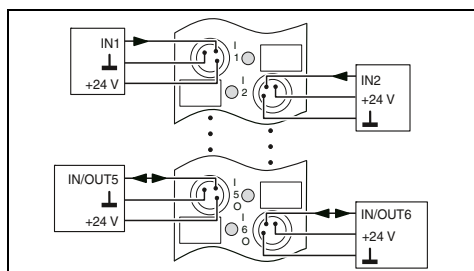 IN1
+24 V
I
1
I
2
IN2
+24 V
IN/OUT5
+24 V
I
5
O
I
6
O
IN/OUT6
+24 V